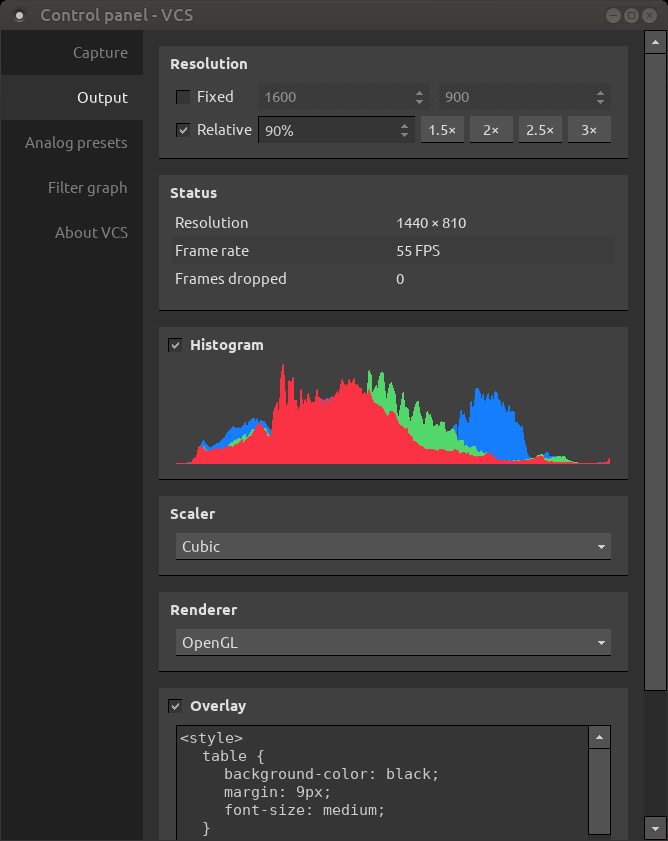 Control panel - VCS
Capture
Output
Analog presets
Filter graph
About VCS
Resolution
Fixed 1600 900
Relative 90% 1.5× 2× 2.5× 3×
Status
Resolution 1440 × 810
Frame rate 55 FPS
Frames dropped 0
Histogram
Scaler
Cubic
Renderer
OpenGL
Overlay
<style>
table {
background-color: black;
margin: 9px;
font-size: medium;
}